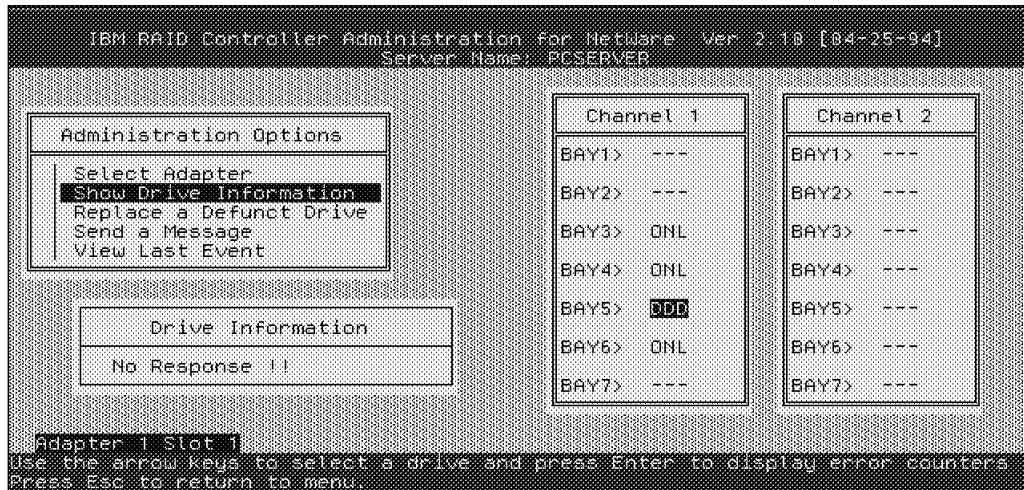 IBM RAID Controller Administration for NetWare  Ver 2.10 [04-25-94]
Server Name: PCSERVER
Administration Options
Select Adapter
Show Drive Information
Replace a Defunct Drive
Send a Message
View Last Event
Drive Information
No Response !!
Channel 1
BAY1> ---
BAY2> ---
BAY3> ONL
BAY4> ONL
BAY5> DDD
BAY6> ONL
BAY7> ---
Channel 2
BAY1> ---
BAY2> ---
BAY3> ---
BAY4> ---
BAY5> ---
BAY6> ---
BAY7> ---
Adapter 1 Slot 1
Use the arrow keys to select a drive and press Enter to display error counters
Press Esc to return to menu.